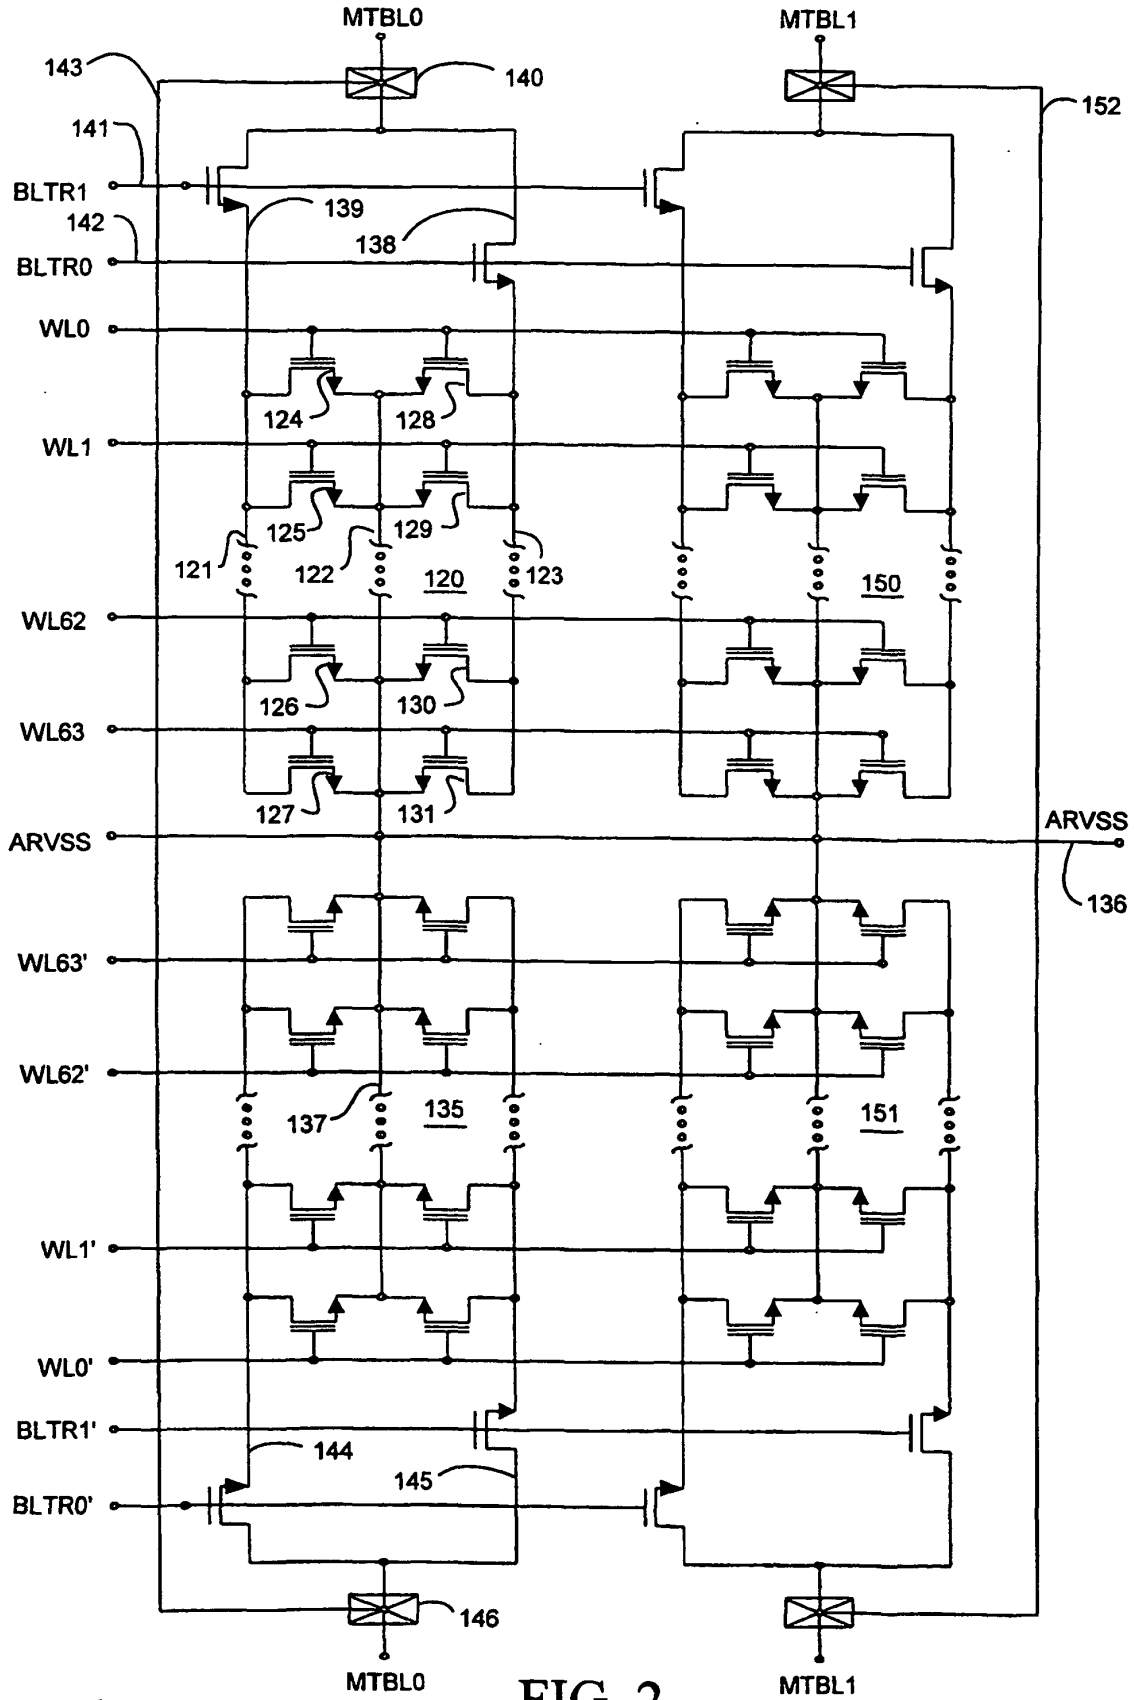 MTBL0 MTBL1
143 140
152
141
BLTR1
139
142
138
BLTR0
WL0
124 128
WL1
125 129
121 122 120 123 150
WL62
126 130
WL63
127 131
ARVSS ARVSS
136
WL63'
WL62'
137 135 151
WL1'
WL0'
BLTR1'
144
145
BLTR0'
146
MTBL0 MTBL1
FIG. 2